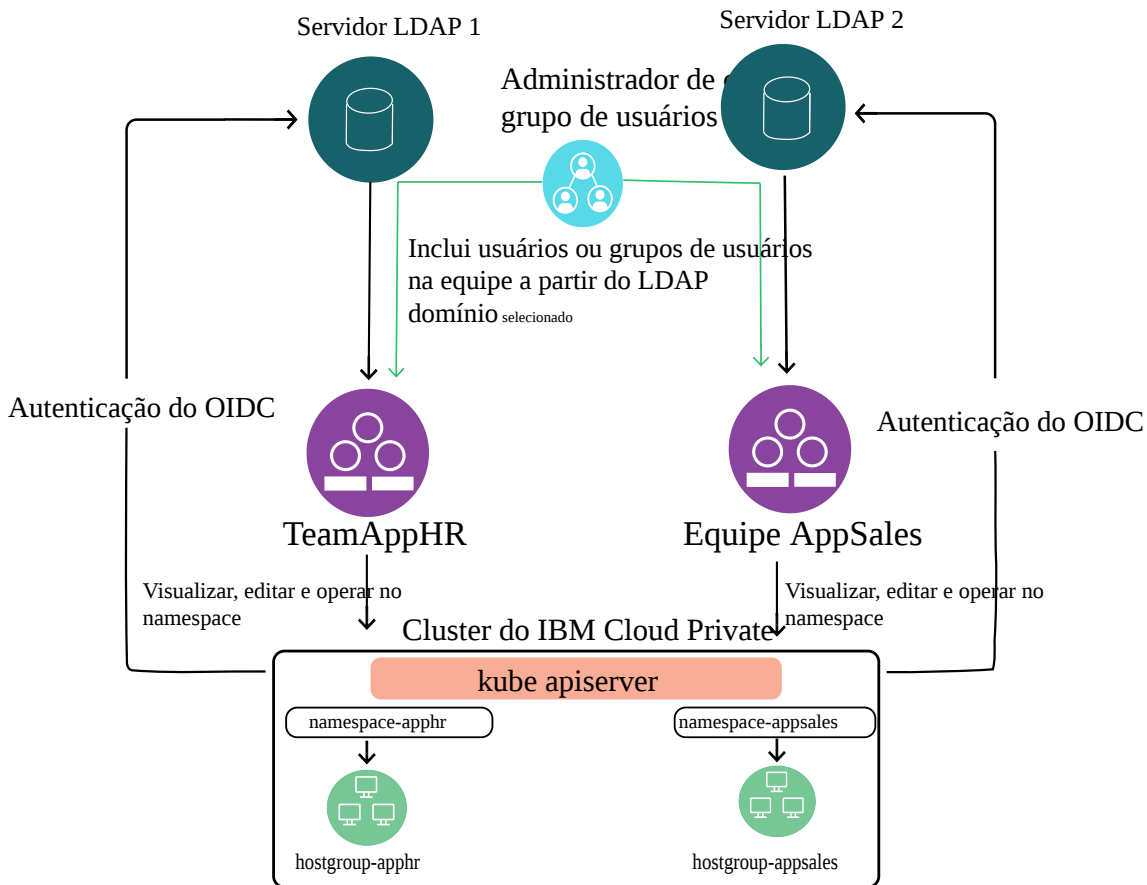 Servidor LDAP 1
Servidor LDAP 2
Administrador de
grupo de usuários
Inclui usuários ou grupos de usuários
na equipe a partir do LDAP
domínio selecionado
Autenticação do OIDC
Autenticação do OIDC
TeamAppHR
Equipe AppSales
Visualizar, editar e operar no
namespace
Visualizar, editar e operar no
namespace
Cluster do IBM Cloud Private
kube apiserver
namespace-apphr
namespace-appsales
hostgroup-apphr
hostgroup-appsales